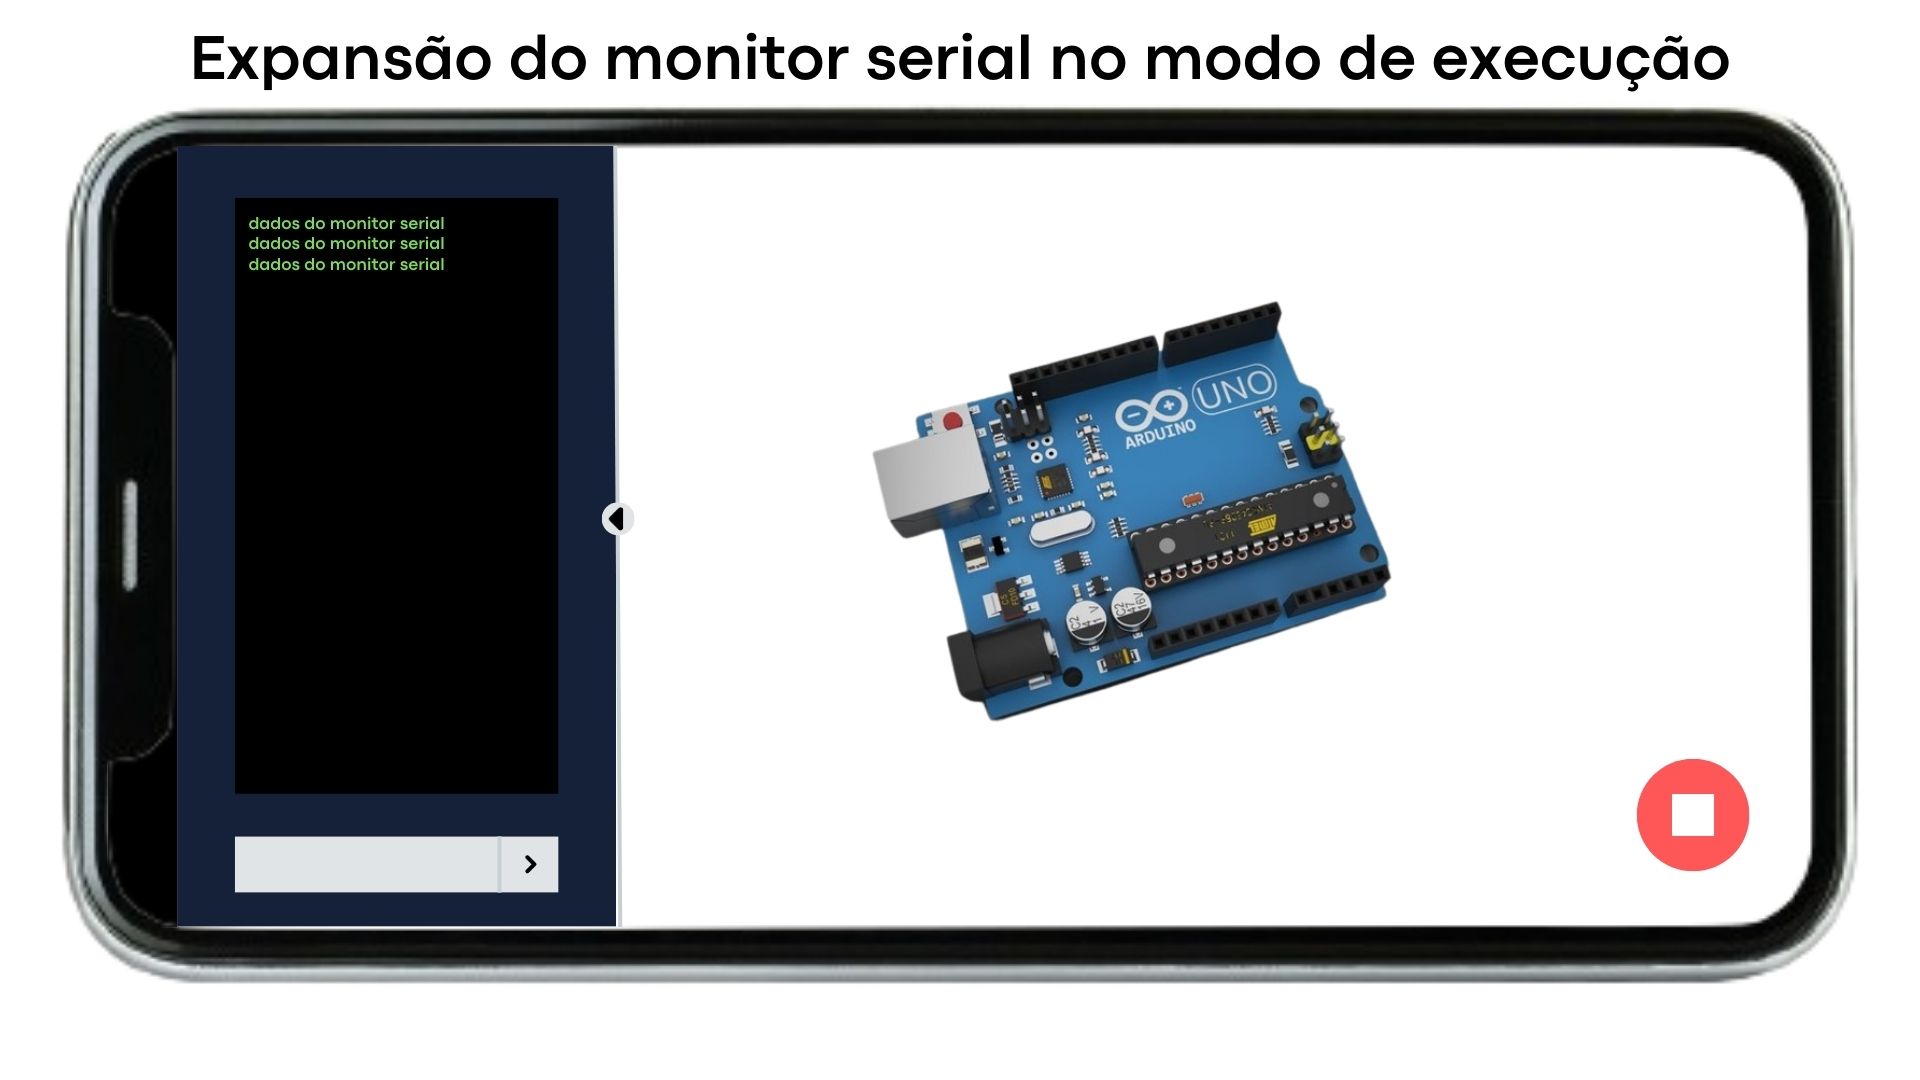 Expansão do monitor serial no modo de execução
dados do monitor serial
dados do monitor serial
dados do monitor serial
UNO
ARDUINO